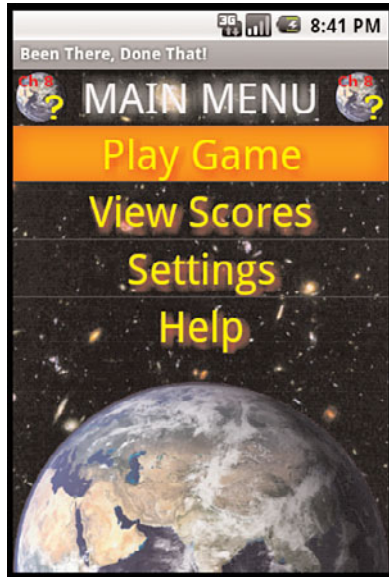 3G 8:41 PM
Been There, Done That!
Ch 8 ? MAIN MENU Ch 8 ?
Play Game
View Scores
Settings
Help